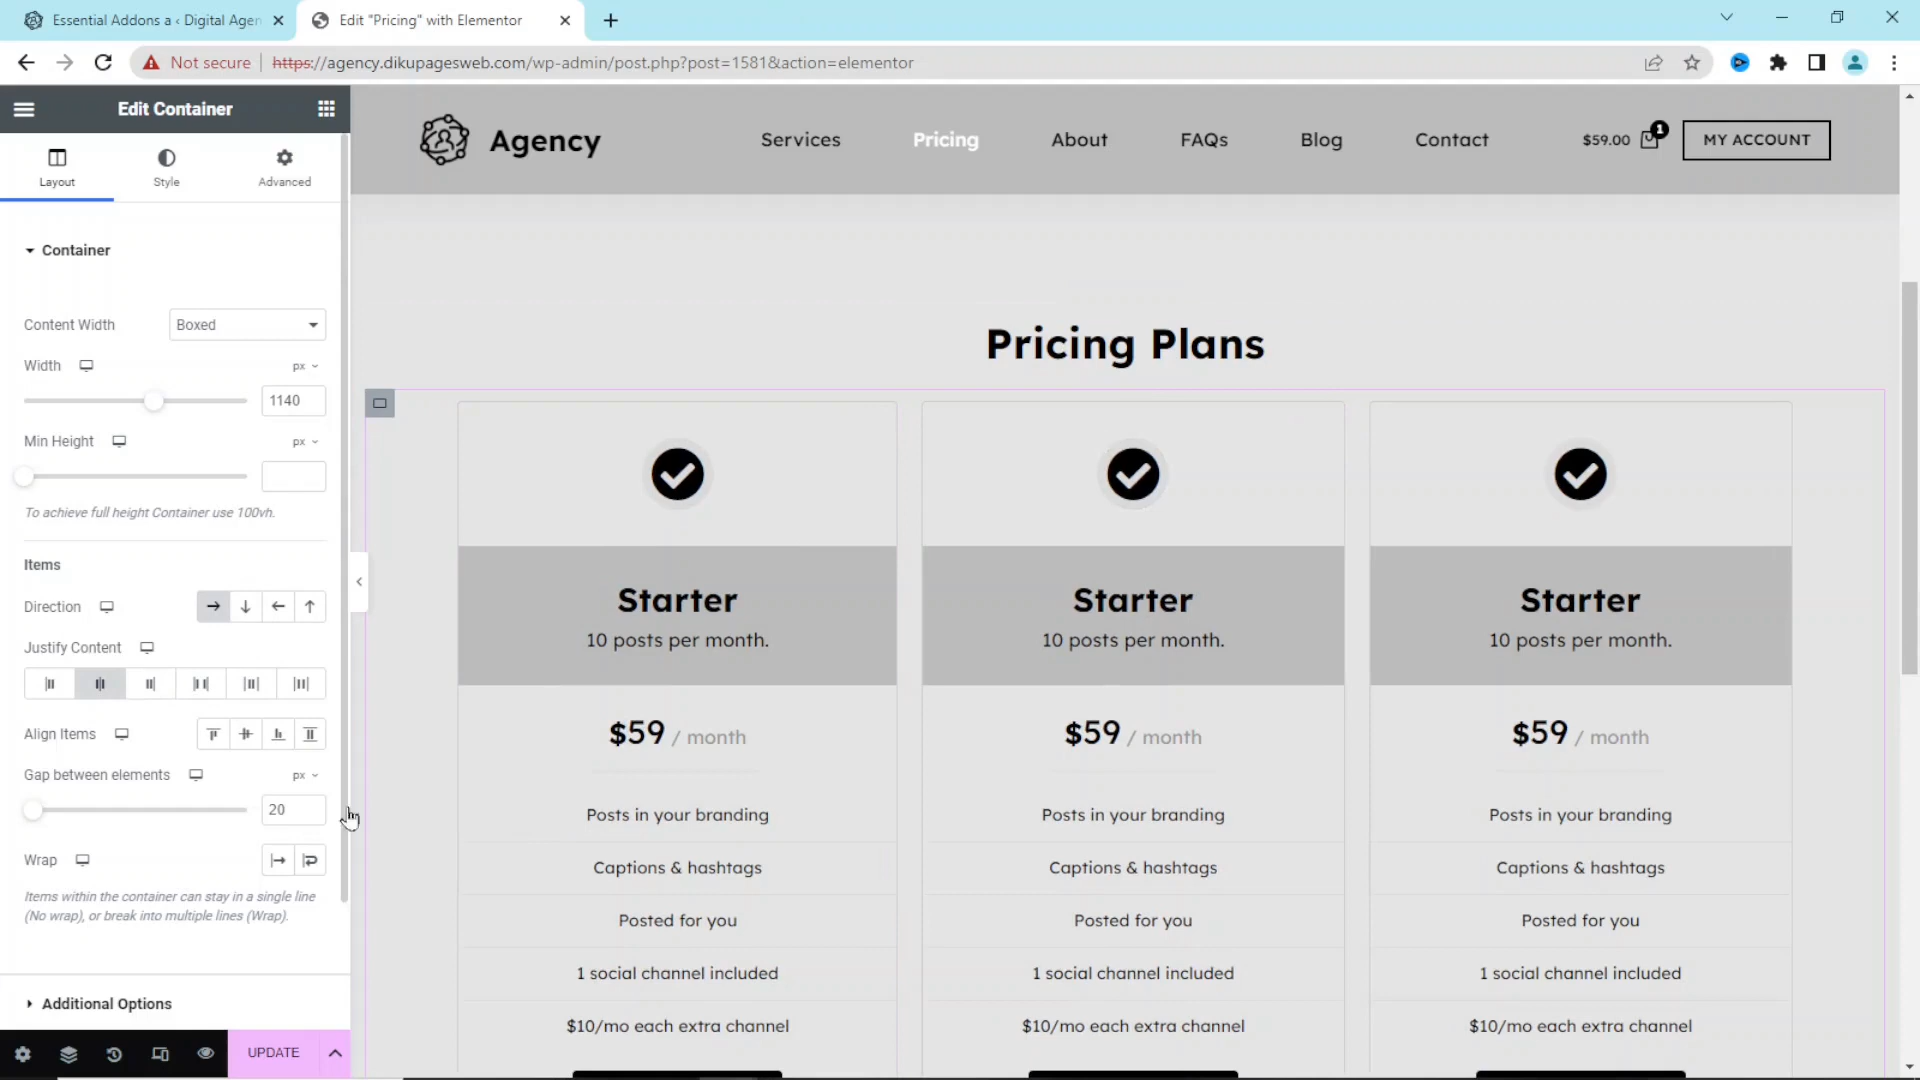 Essential Addons a ‹ Digital Agen
Edit "Pricing" with Elementor
Not secure
https://agency.dikupagesweb.com/wp-admin/post.php?post=1581&action=elementor
Edit Container
Layout
Style
Advanced
Container
Content Width
Boxed
Width
px
1140
Min Height
px
To achieve full height Container use 100vh.
Items
Direction
Justify Content
Align Items
Gap between elements
px
20
Wrap
Items within the container can stay in a single line
(No wrap), or break into multiple lines (Wrap).
Additional Options
UPDATE
Agency
Services
Pricing
About
FAQs
Blog
Contact
$59.00
1
MY ACCOUNT
Pricing Plans
Starter
10 posts per month.
$59 / month
Posts in your branding
Captions & hashtags
Posted for you
1 social channel included
$10/mo each extra channel
Starter
10 posts per month.
$59 / month
Posts in your branding
Captions & hashtags
Posted for you
1 social channel included
$10/mo each extra channel
Starter
10 posts per month.
$59 / month
Posts in your branding
Captions & hashtags
Posted for you
1 social channel included
$10/mo each extra channel